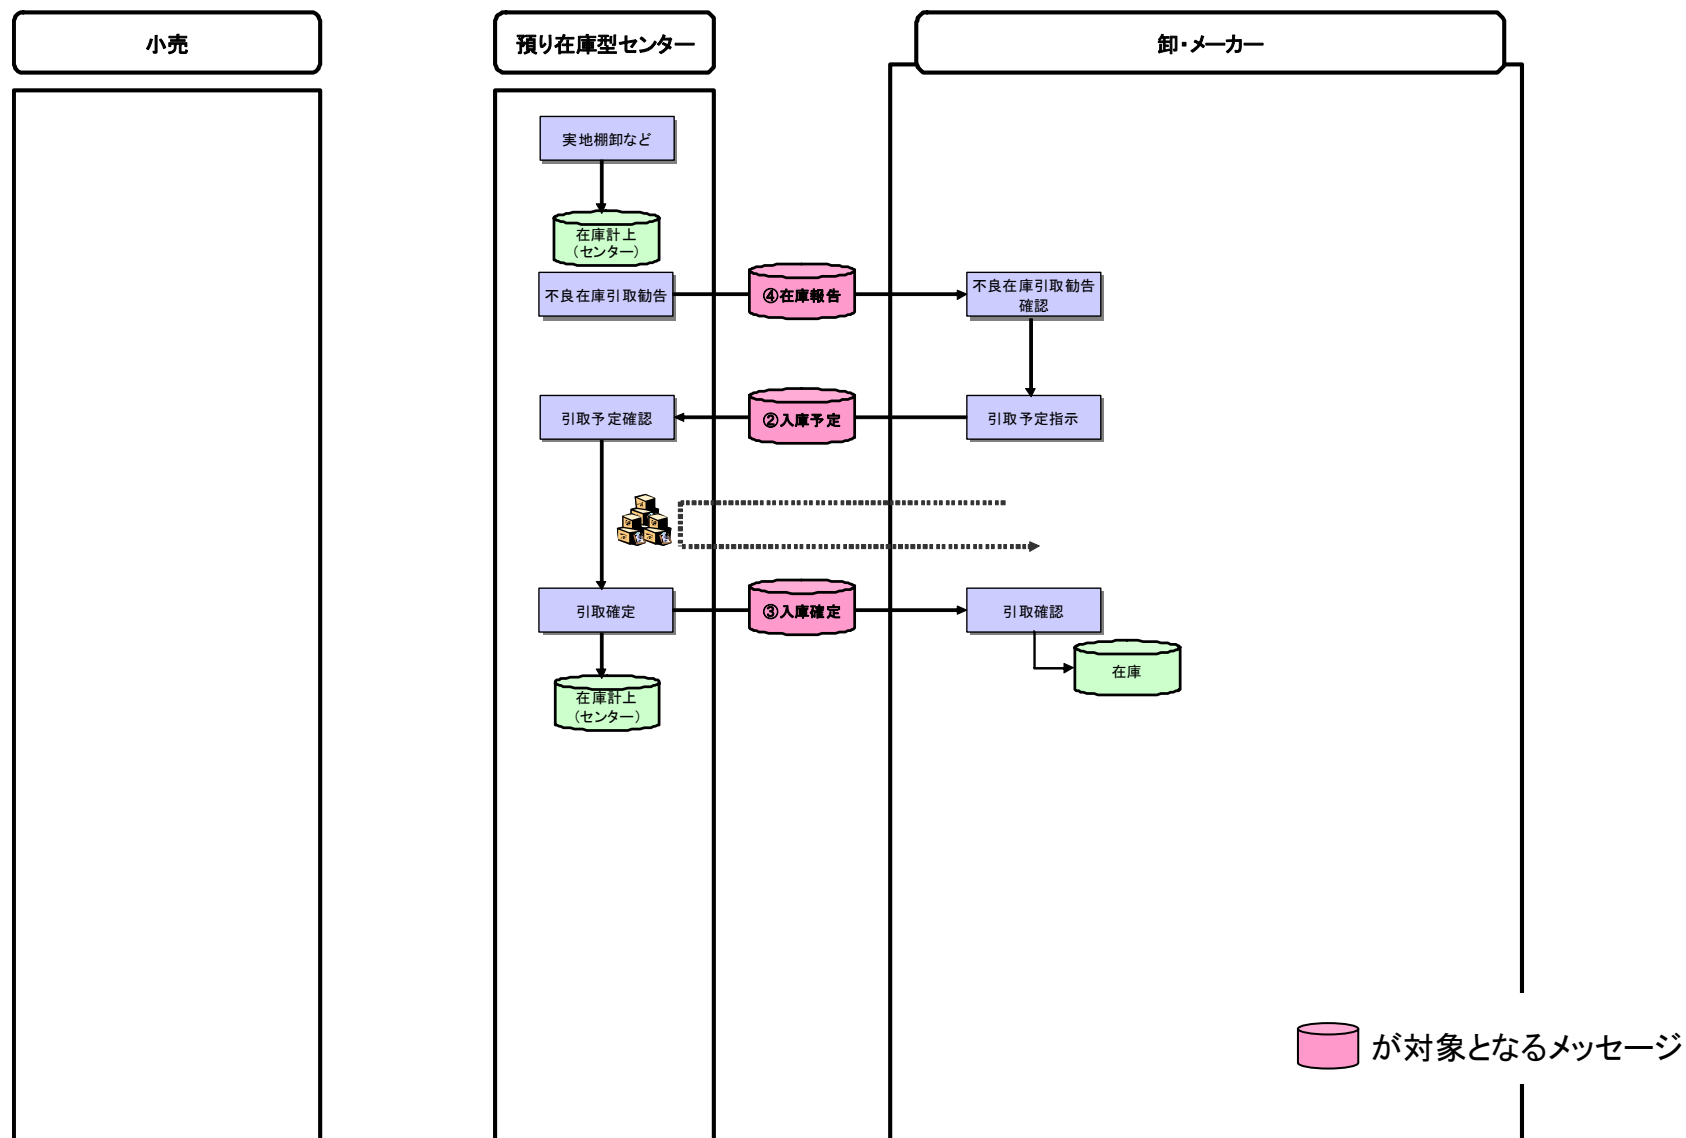 小売
預り在庫型センター
卸・メーカー
実地棚卸など
在庫計上
（センター）
不良在庫引取勧告
④在庫報告
不良在庫引取勧告
確認
引取予定確認
②入庫予定
引取予定指示
引取確定
③入庫確定
引取確認
在庫
在庫計上
（センター）
が対象となるメッセージ